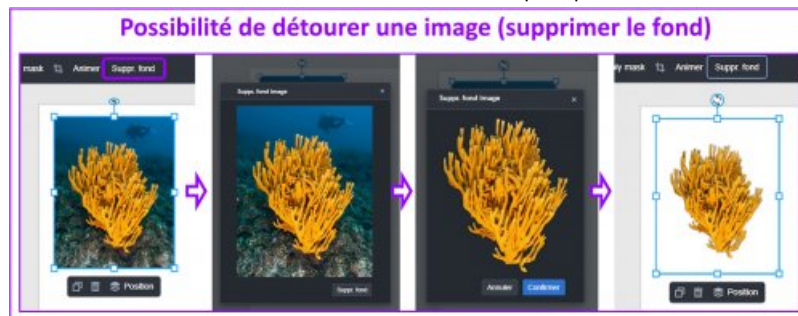 Possibilité de détourer une image (supprimer le fond)
mask Animer Suppr. fond
Position
Suppr. fond image ×
Suppr. fond
Suppr. fond image ×
Annuler Confirmer
mask Animer Suppr. fond
Position